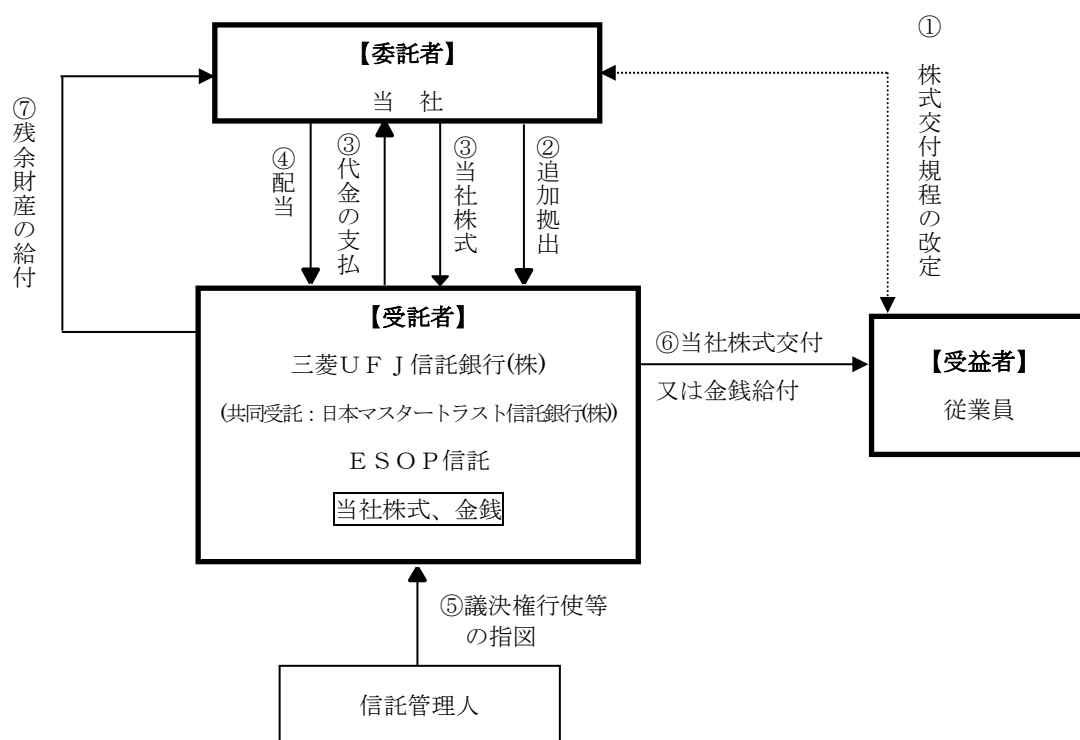 ①
株式交付規程の改定
【委託者】
当 社
⑦残余財産の給付
④配当
③代金の支払
③当社株式
②追加拠出
【受託者】
三菱UFJ信託銀行(株)
(共同受託：日本マスタートラスト信託銀行(株))
ESOP信託
当社株式、金銭
⑥当社株式交付
又は金銭給付
【受益者】
従業員
⑤議決権行使等
の指図
信託管理人